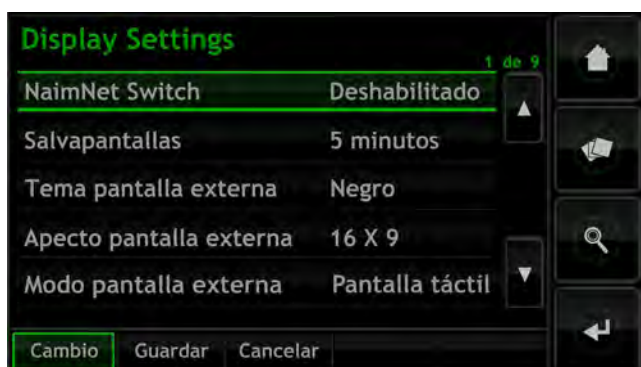 Display Settings
1 de 9
NaimNet Switch Deshabilitado
Salvapantallas 5 minutos
Tema pantalla externa Negro
Apecto pantalla externa 16 X 9
Modo pantalla externa Pantalla táctil
Cambio Guardar Cancelar